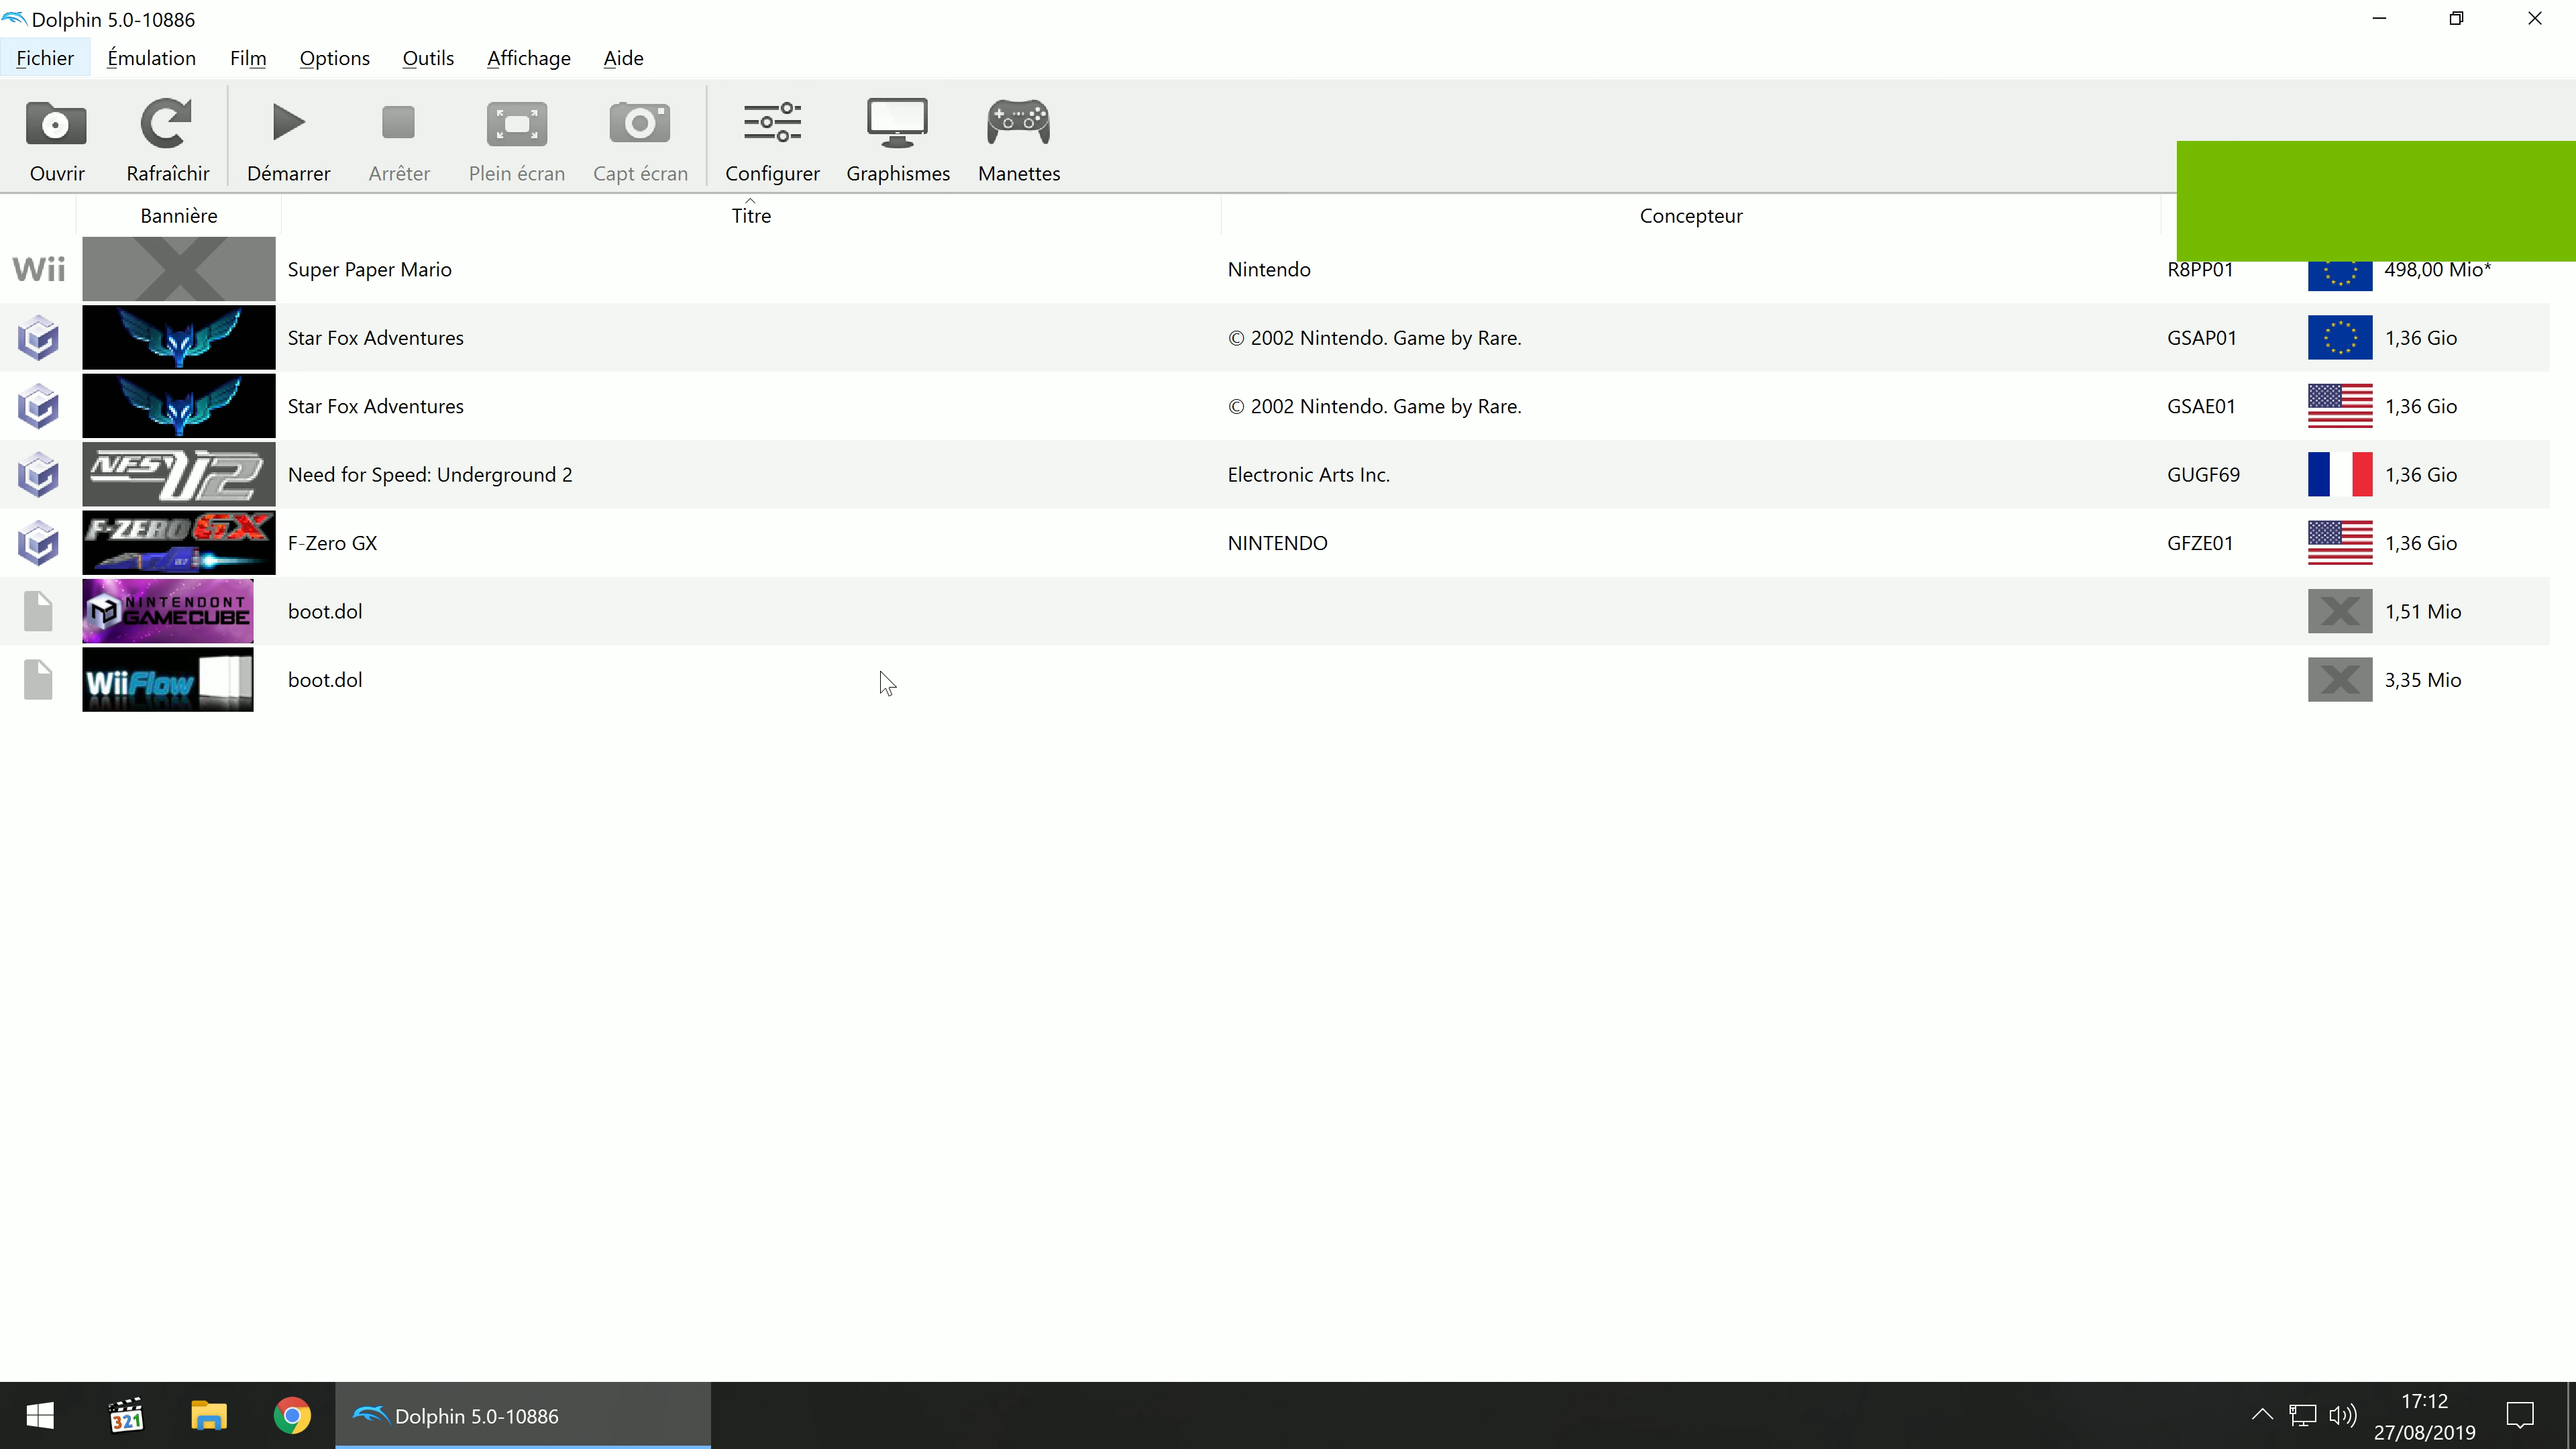 Dolphin 5.0-10886
Fichier Émulation Film Options Outils Affichage Aide
Ouvrir Rafraîchir Démarrer Arrêter Plein écran Capt écran Configurer Graphismes Manettes
Bannière Titre Concepteur
Wii Super Paper Mario Nintendo R8PP01 498,00 Mio*
Star Fox Adventures © 2002 Nintendo. Game by Rare. GSAP01 1,36 Gio
Star Fox Adventures © 2002 Nintendo. Game by Rare. GSAE01 1,36 Gio
NFS U2 Need for Speed: Underground 2 Electronic Arts Inc. GUGF69 1,36 Gio
F-ZERO GX F-Zero GX NINTENDO GFZE01 1,36 Gio
NINTENDONT GAMECUBE boot.dol 1,51 Mio
WiiFlow boot.dol 3,35 Mio
321 Dolphin 5.0-10886 17:12
27/08/2019